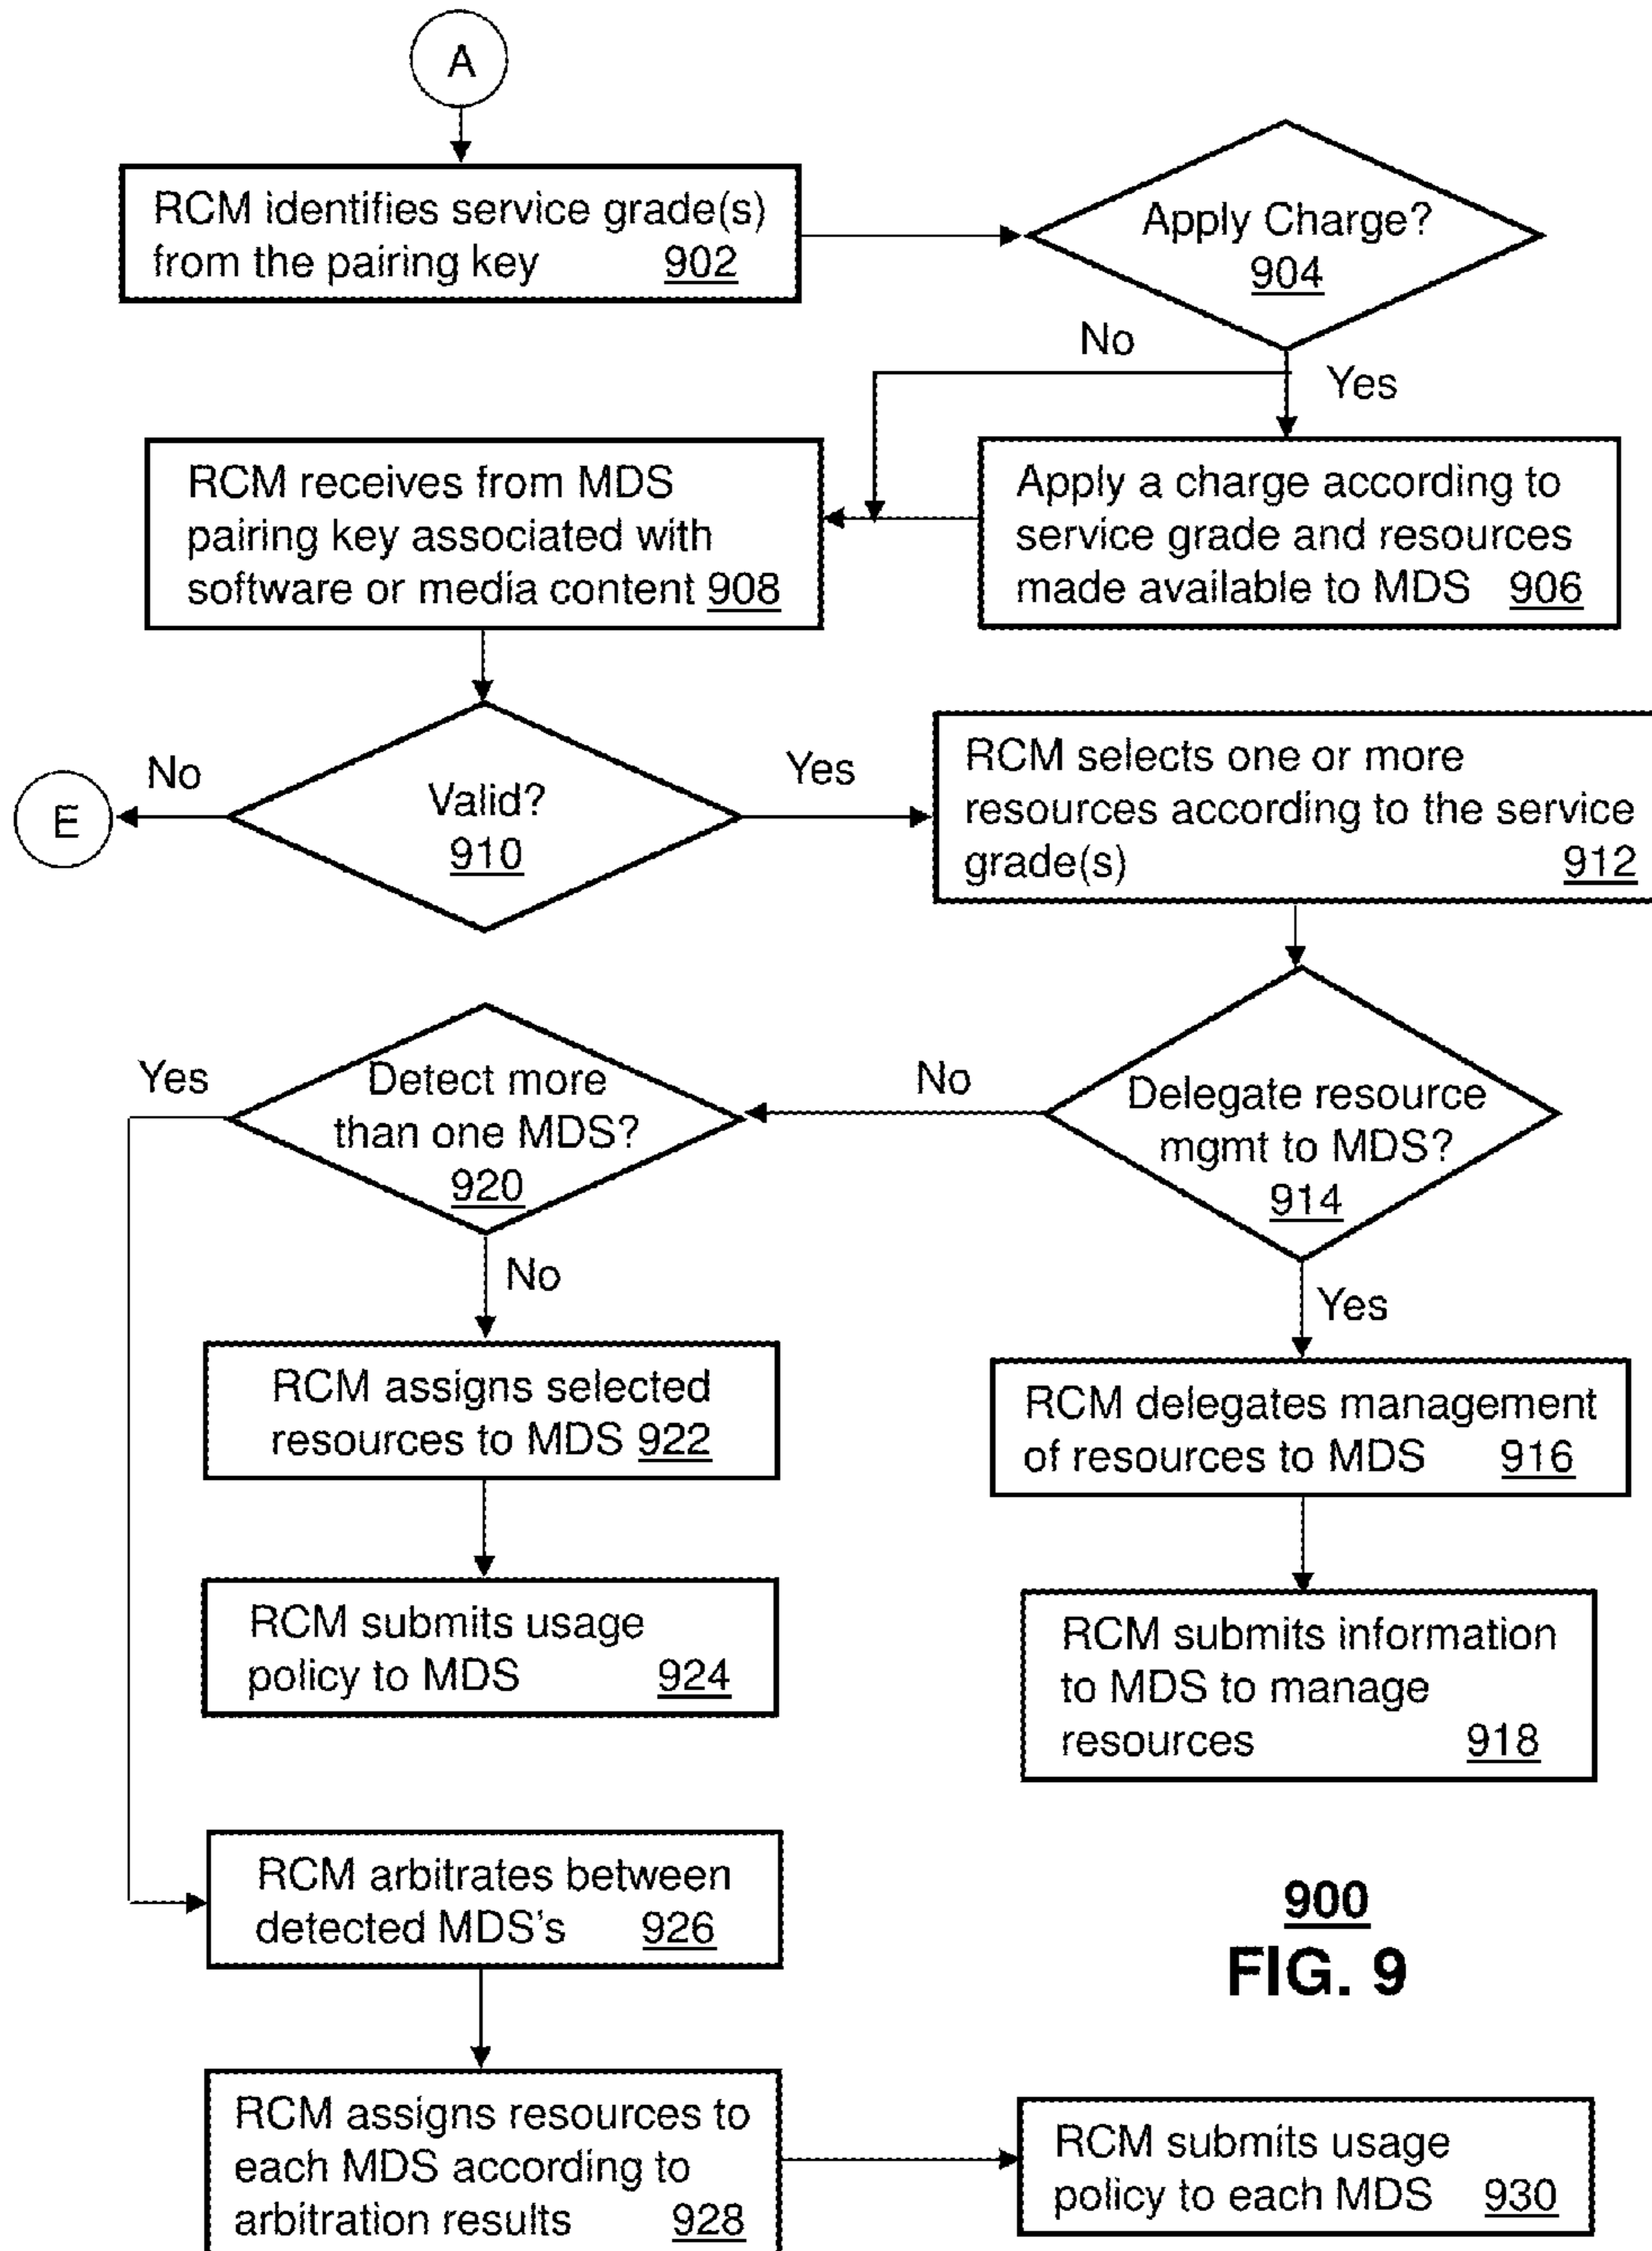 A
RCM identifies service grade(s)
from the pairing key 902
Apply Charge?
904
No
Yes
RCM receives from MDS
pairing key associated with
software or media content 908
Apply a charge according to
service grade and resources
made available to MDS 906
No
E
Valid?
910
Yes
RCM selects one or more
resources according to the service
grade(s) 912
Yes
Detect more
than one MDS?
920
No
Delegate resource
mgmt to MDS?
914
No
Yes
RCM assigns selected
resources to MDS 922
RCM delegates management
of resources to MDS 916
RCM submits usage
policy to MDS 924
RCM submits information
to MDS to manage
resources 918
RCM arbitrates between
detected MDS's 926
900
FIG. 9
RCM assigns resources to
each MDS according to
arbitration results 928
RCM submits usage
policy to each MDS 930